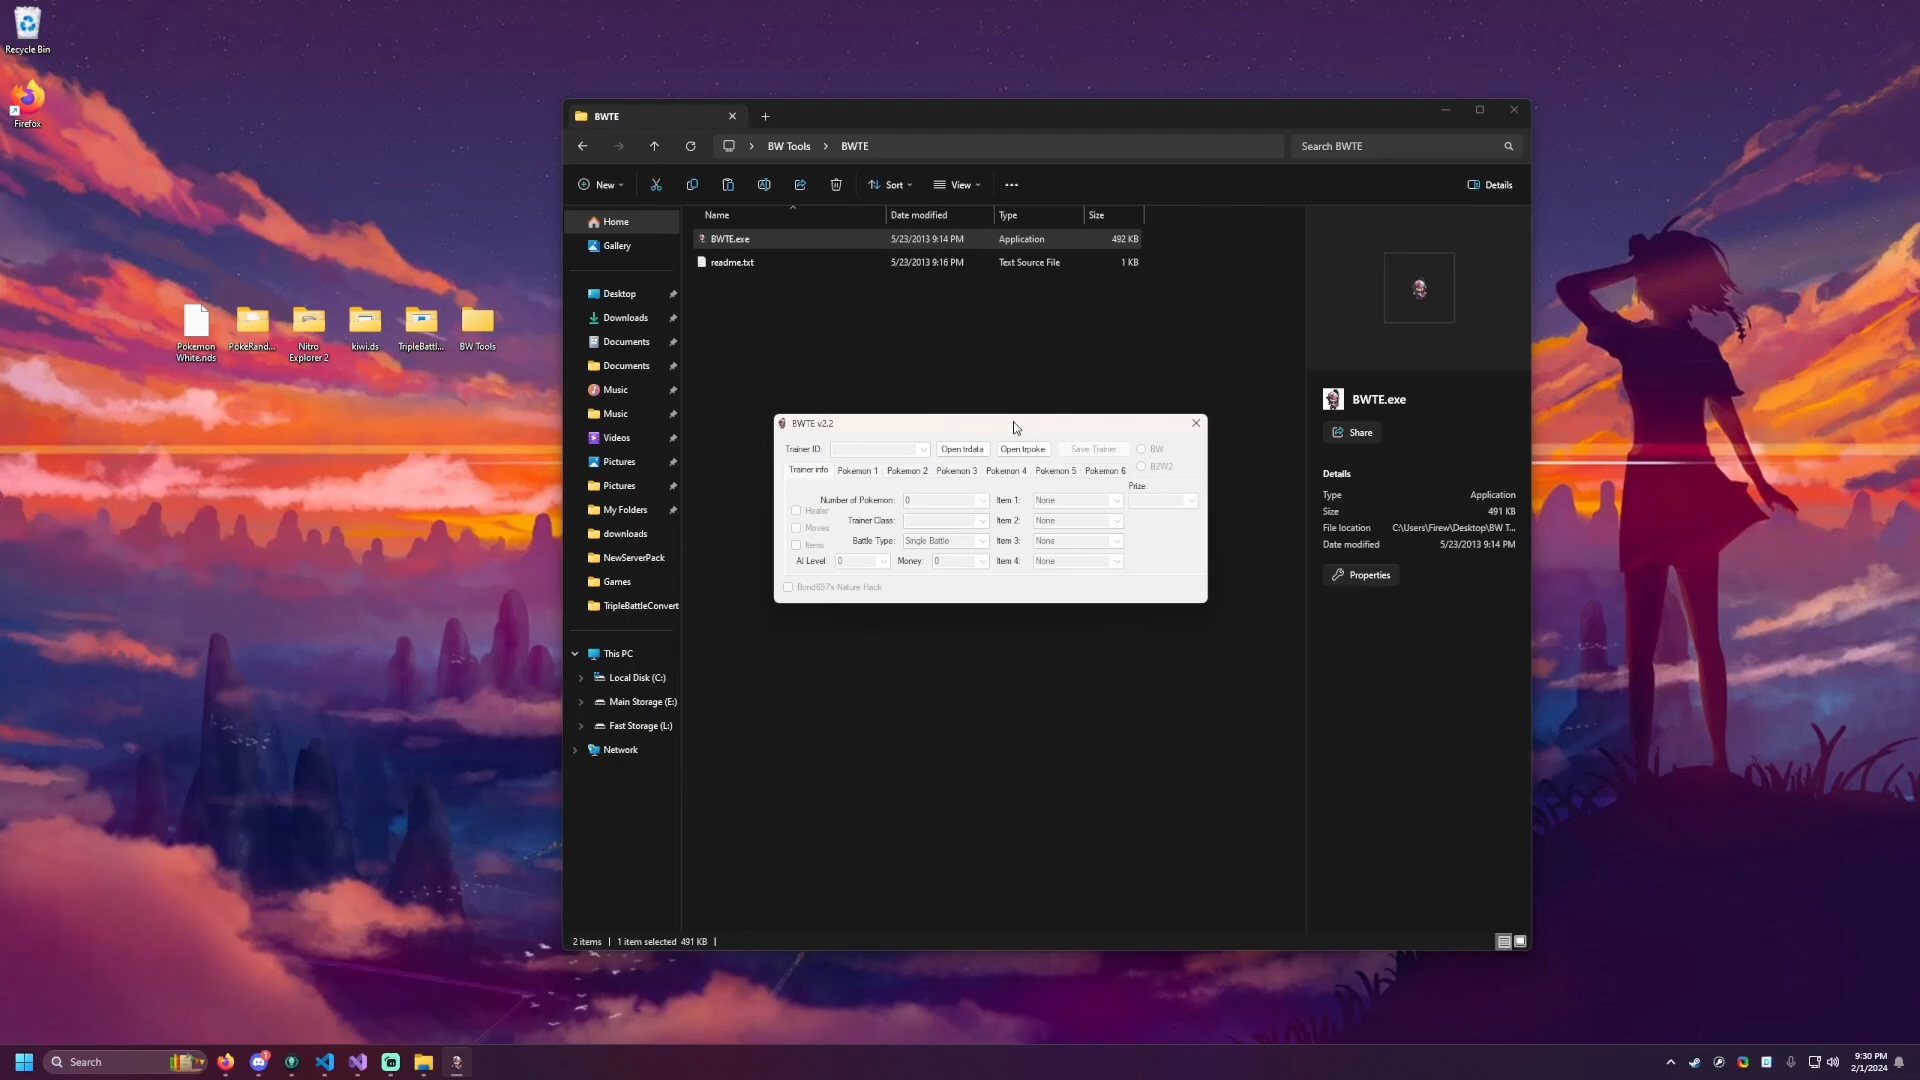 Recycle Bin
Firefox
Pokemon White.nds
PokeRand...
Nitro Explorer 2
kiwi.ds
TripleBattl...
BW Tools
BWTE
BW Tools
BWTE
Search BWTE
New
Sort
View
Details
Name
Date modified
Type
Size
BWTE.exe
5/23/2013 9:14 PM
Application
492 KB
readme.txt
5/23/2013 9:16 PM
Text Source File
1 KB
Home
Gallery
Desktop
Downloads
Documents
Documents
Music
Music
Videos
Pictures
Pictures
My Folders
downloads
NewServerPack
Games
TripleBattleConvert
This PC
Local Disk (C:)
Main Storage (E:)
Fast Storage (L:)
Network
BWTE v2.2
Trainer ID:
Open trdata
Open trpoke
Save Trainer
BW
B2W2
Trainer info
Pokemon 1
Pokemon 2
Pokemon 3
Pokemon 4
Pokemon 5
Pokemon 6
Prize:
Number of Pokemon:
0
Item 1:
None
Healer
Trainer Class:
Item 2:
None
Moves
Battle Type:
Single Battle
Item 3:
None
Items
AI Level:
0
Money:
0
Item 4:
None
Bond697's Nature Hack
BWTE.exe
Share
Details
Type
Application
Size
491 KB
File location
C:\Users\Firew\Desktop\BW T...
Date modified
5/23/2013 9:14 PM
Properties
2 items
1 item selected 491 KB
Search
1
9:30 PM
2/1/2024